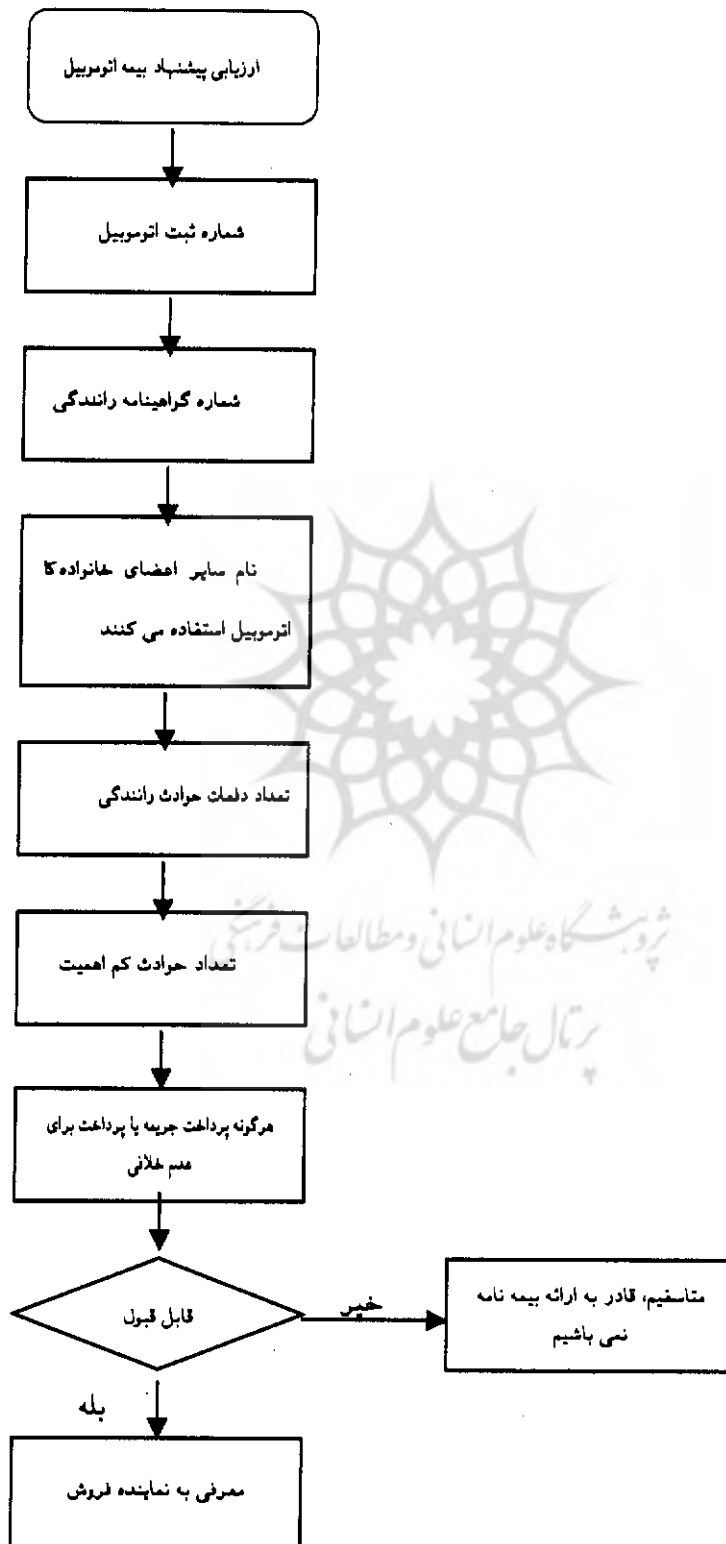 ارزیابی پیشنهاد بیمه اتومبیل
شماره ثبت اتومبیل
شماره گواهینامه رانندگی
نام سایر اعضای خانواده کا
اتومبیل استفاده می کنند
تعداد دفعات حوادث رانندگی
پژوهشگاه علوم انسانی و مطالعات فرهنگی
تعداد حوادث کم اهمیت
پرتال جامع علوم انسانی
هرگونه پرداخت جریمه یا پرداخت برای
عدم خلافی
قابل قبول
خیر
متاسفیم، قادر به ارائه بیمه نامه
نمی باشیم
بله
معرفی به نماینده فروش